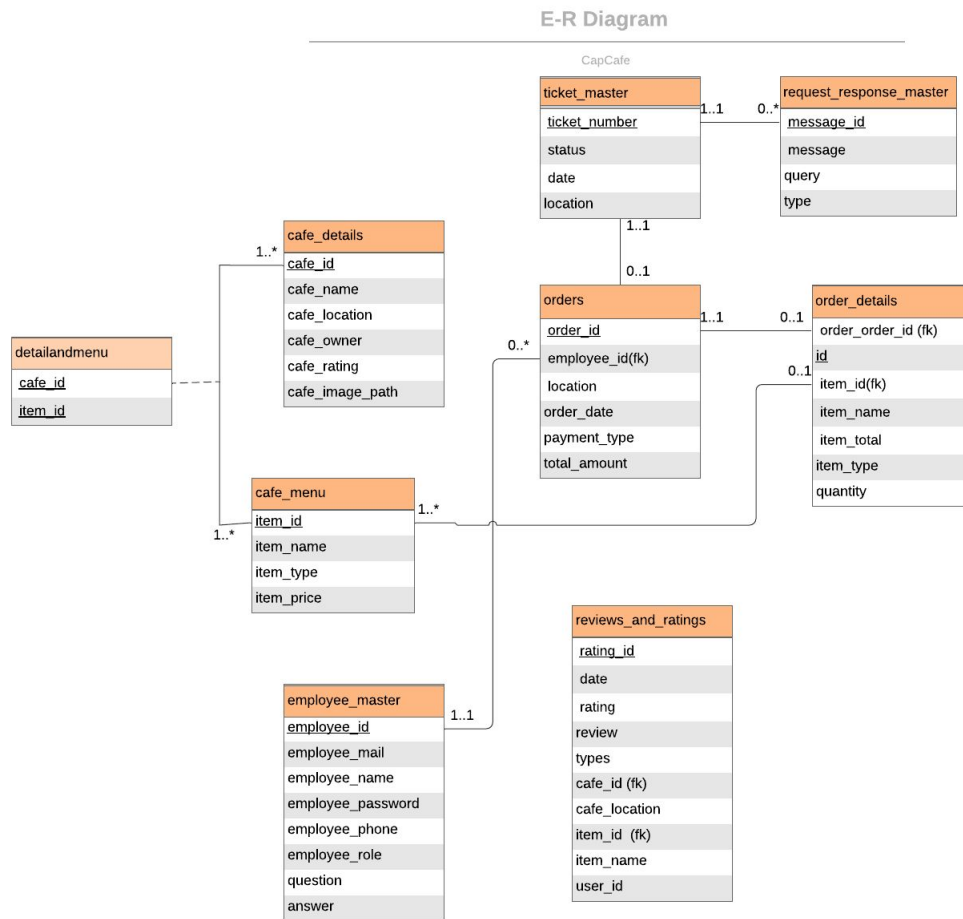 E-R Diagram
CapCafe
ticket_master
ticket_number
status
date
location
1..1
0..*
request_response_master
message_id
message
query
type
1..1
0..1
cafe_details
cafe_id
cafe_name
cafe_location
cafe_owner
cafe_rating
cafe_image_path
1..*
detailandmenu
cafe_id
item_id
orders
order_id
employee_id(fk)
location
order_date
payment_type
total_amount
0..*
1..1
0..1
order_details
order_order_id (fk)
id
item_id(fk)
item_name
item_total
item_type
quantity
0..1
cafe_menu
item_id
item_name
item_type
item_price
1..*
1..*
reviews_and_ratings
rating_id
date
rating
review
types
cafe_id (fk)
cafe_location
item_id (fk)
item_name
user_id
employee_master
employee_id
employee_mail
employee_name
employee_password
employee_phone
employee_role
question
answer
1..1